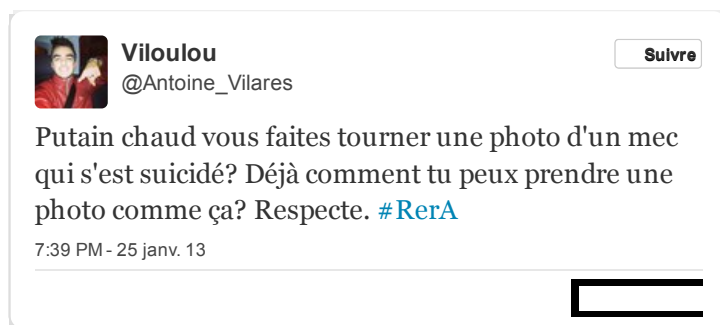 Viloulou
Suivre
@Antoine_Vilares
Putain chaud vous faites tourner une photo d'un mec
qui s'est suicidé? Déjà comment tu peux prendre une
photo comme ça? Respecte. #RerA
7:39 PM - 25 janv. 13